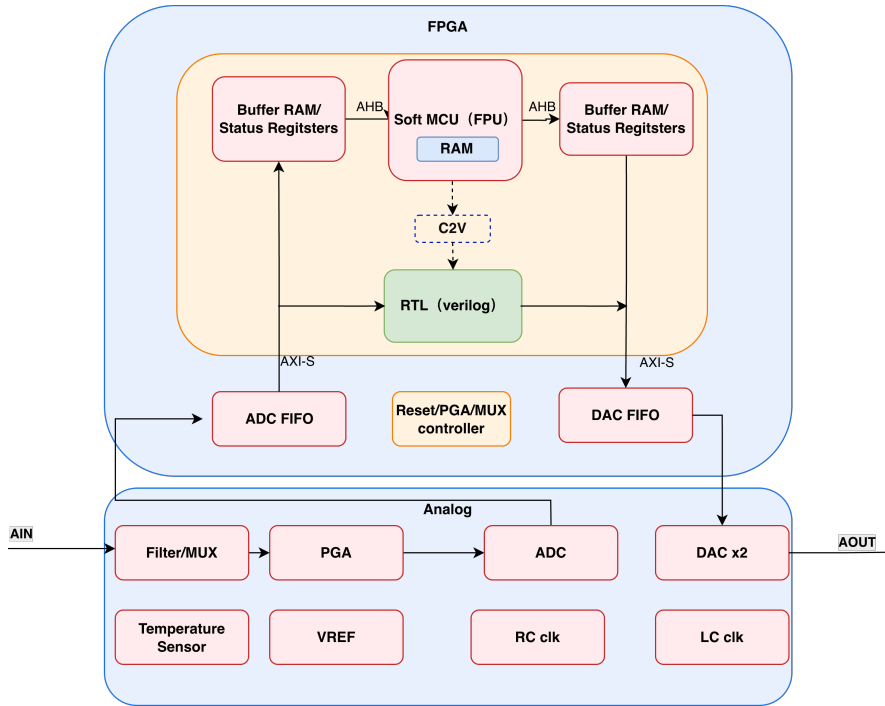 FPGA
Buffer RAM/
Status Regitsters
AHB
Soft MCU（FPU）
RAM
AHB
Buffer RAM/
Status Regitsters
C2V
RTL（verilog）
AXI-S
AXI-S
ADC FIFO
Reset/PGA/MUX
controller
DAC FIFO
Analog
AIN
Filter/MUX
PGA
ADC
DAC x2
AOUT
Temperature
Sensor
VREF
RC clk
LC clk